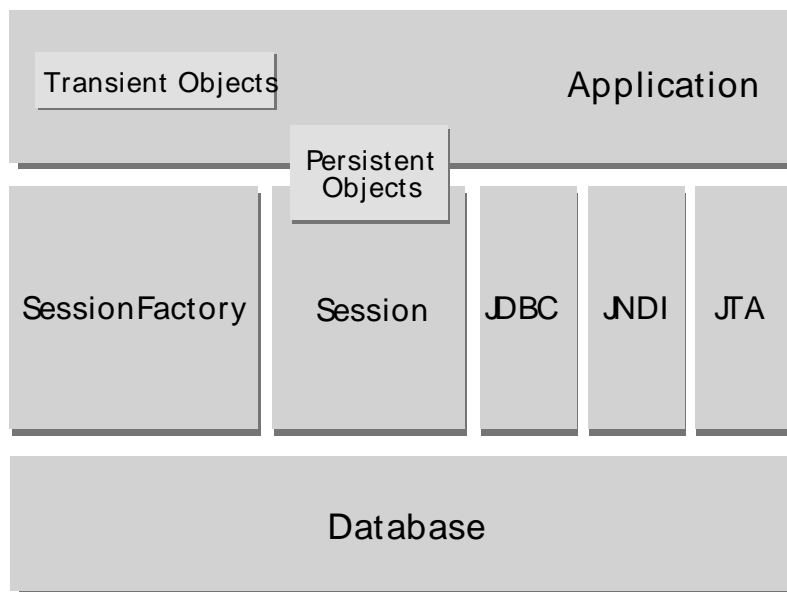 Transient Objects
Application
Persistent
Objects
SessionFactory
Session
JDBC
JNDI
JTA
Database